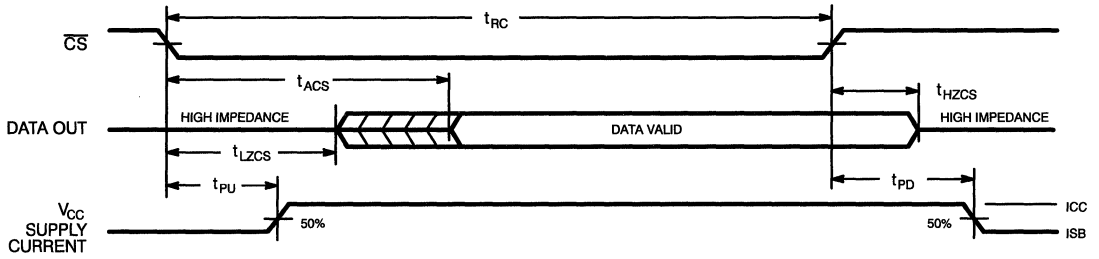 tRC
CS
tACS
tHZCS
DATA OUT
HIGH IMPEDANCE
DATA VALID
HIGH IMPEDANCE
tLZCS
tPU
tPD
VCC
SUPPLY
CURRENT
50%
50%
ICC
ISB